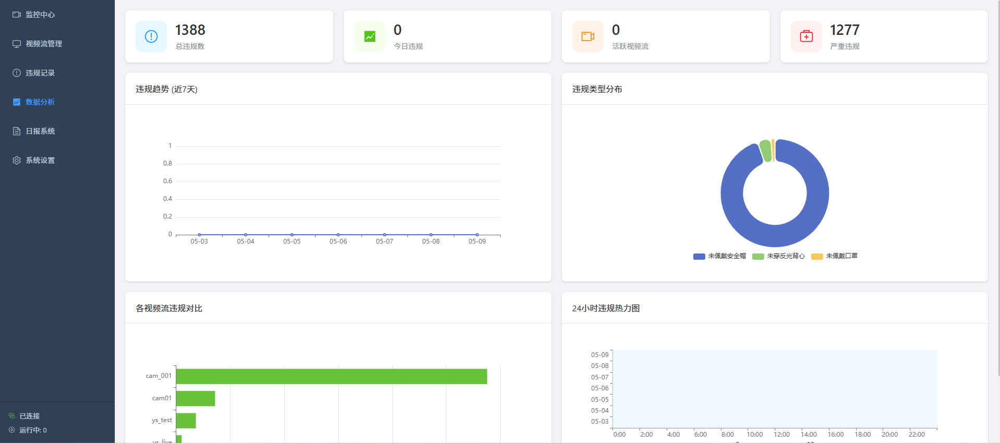 监控中心
视频流管理
违规记录
数据分析
日报系统
系统设置
已连接
运行中: 0
1388
总违规数
0
今日违规
0
活跃视频流
1277
严重违规
违规趋势 (近7天)
1
0.8
0.6
0.4
0.2
0
05-03 05-04 05-05 05-06 05-07 05-08 05-09
违规类型分布
未佩戴安全帽 未穿反光背心 未佩戴口罩
各视频流违规对比
cam_001
cam01
ys_test
ys_live
24小时违规热力图
05-09
05-08
05-07
05-06
05-05
05-04
05-03
0:00 2:00 4:00 6:00 8:00 10:00 12:00 14:00 16:00 18:00 20:00 22:00